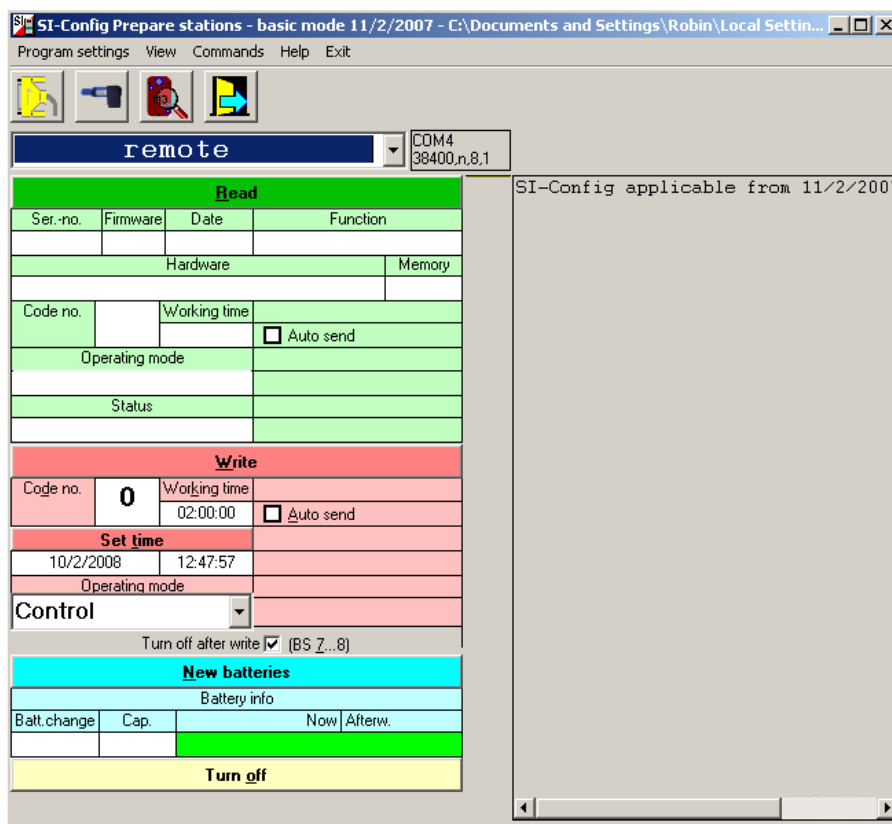 SI-Config Prepare stations - basic mode 11/2/2007 - C:\Documents and Settings\Robin\Local Settin...
Program settings View Commands Help Exit
remote
COM4
38400,n,8,1
SI-Config applicable from 11/2/200
Read
Ser.-no. Firmware Date Function
Hardware Memory
Code no. Working time
Auto send
Operating mode
Status
Write
Code no. 0 Working time
02:00:00 Auto send
Set time
10/2/2008 12:47:57
Operating mode
Control
Turn off after write (BS 7...8)
New batteries
Battery info
Batt.change Cap. Now Afterw.
Turn off